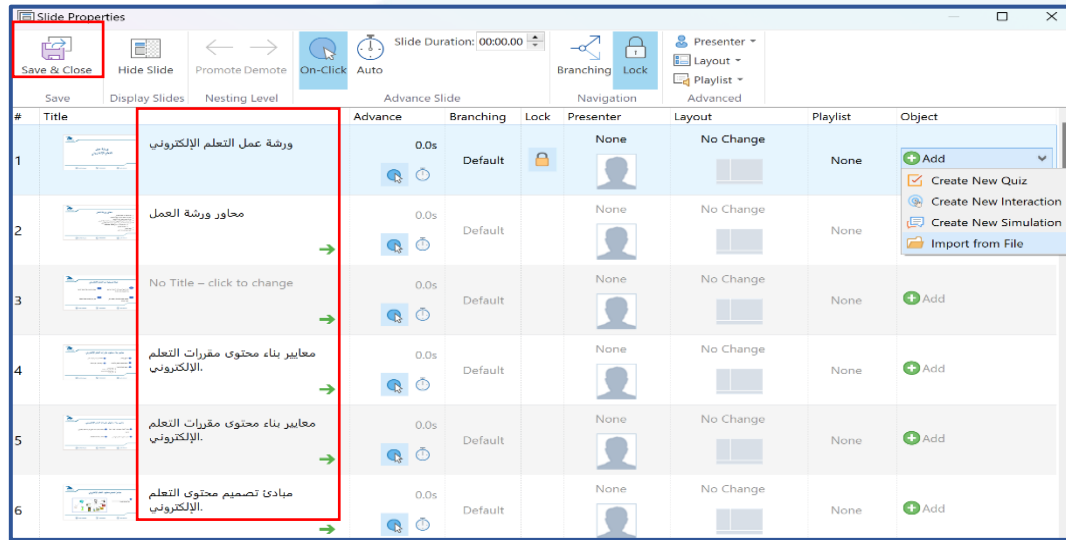 Slide Properties
Save & Close
Hide Slide
Promote Demote
On-Click
Auto
Slide Duration: 00:00.00
Branching
Lock
Presenter
Layout
Playlist
Save
Display Slides
Nesting Level
Advance Slide
Navigation
Advanced
# Title Advance Branching Lock Presenter Layout Playlist Object
1
ورشة عمل التعلم الإلكتروني
0.0s
Default
None
No Change
None
Add
Create New Quiz
Create New Interaction
Create New Simulation
Import from File
2
محاور ورشة العمل
0.0s
Default
None
No Change
None
3
No Title – click to change
0.0s
Default
None
No Change
None
Add
4
معايير بناء محتوى مقررات التعلم
الإلكتروني.
0.0s
Default
None
No Change
None
Add
5
معايير بناء محتوى مقررات التعلم
الإلكتروني.
0.0s
Default
None
No Change
None
Add
6
مبادئ تصميم محتوى التعلم
الإلكتروني.
0.0s
Default
None
No Change
None
Add